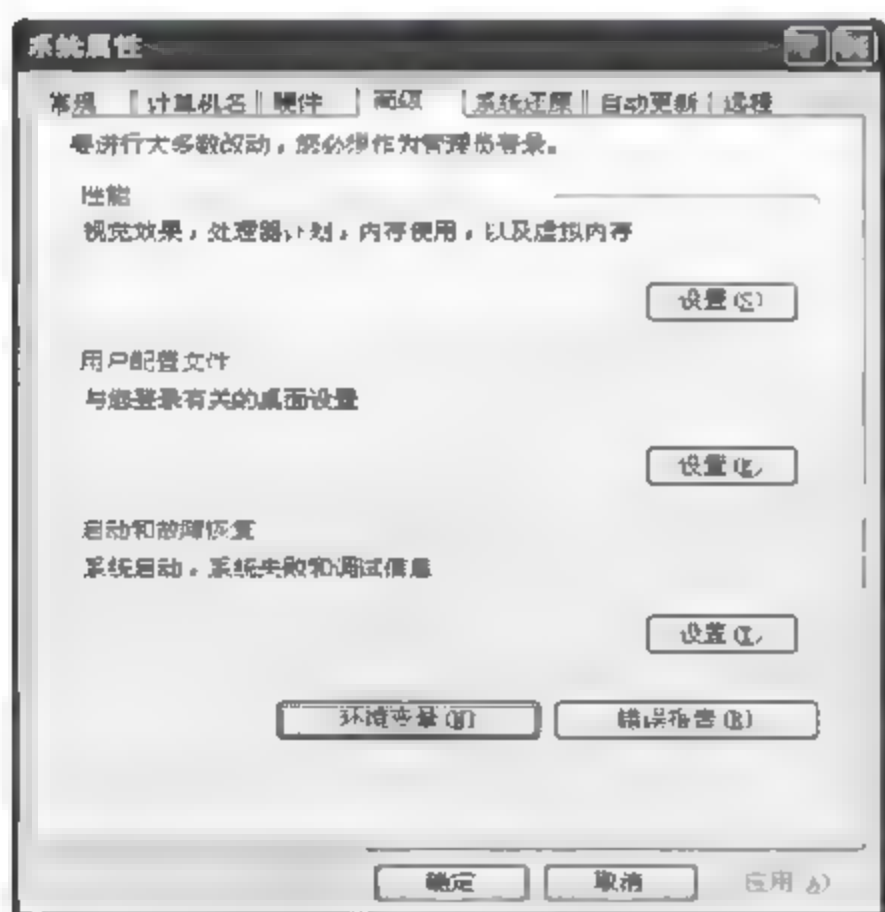 系统属性
常规 计算机名 硬件 高级 系统还原 自动更新 远程
要进行大多数改动，您必须作为管理员登录。
性能
视觉效果，处理器计划，内存使用，以及虚拟内存
设置(S)
用户配置文件
与您登录有关的桌面设置
设置(E)
启动和故障恢复
系统启动，系统失败和调试信息
设置(T)
环境变量(N) 错误报告(R)
确定 取消 应用(A)